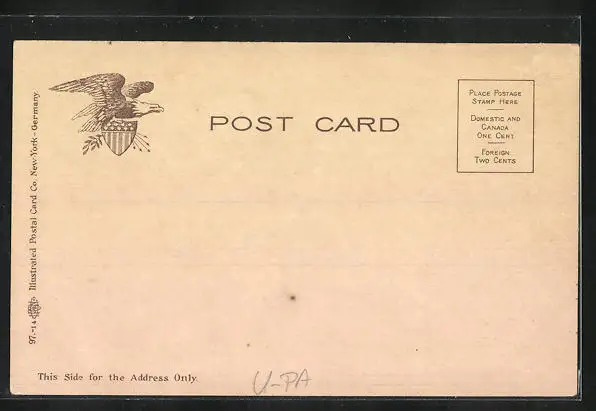 POST CARD
PLACE POSTAGE
STAMP HERE
DOMESTIC AND
CANADA
ONE CENT
FOREIGN
TWO CENTS
97.-14 Illustrated Postal Card Co. New-York - Germany.
This Side for the Address Only.
U-PA